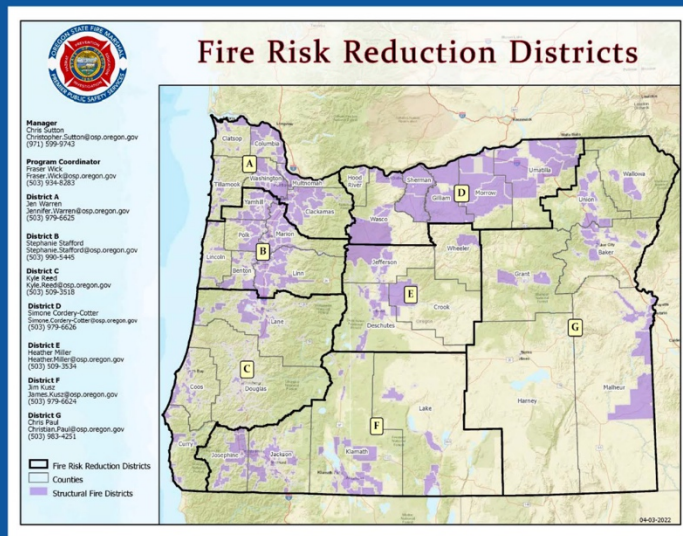 OREGON STATE FIRE MARSHAL
PREMIER PUBLIC SAFETY SERVICES
Fire Risk Reduction Districts
Manager
Chris Sutton
Christopher.Sutton@osp.oregon.gov
(971) 599-9743
Program Coordinator
Fraser Wick
Fraser.Wick@osp.oregon.gov
(503) 934-8283
District A
Jen Warren
Jennifer.Warren@osp.oregon.gov
(503) 979-6625
District B
Stephanie Stafford
Stephanie.Stafford@osp.oregon.gov
(503) 990-5445
District C
Kyle Reed
Kyle.Reed@osp.oregon.gov
(503) 509-3518
District D
Simone Cordery-Cotter
Simone.Cordery-Cotter@osp.oregon.gov
(503) 979-6626
District E
Heather Miller
Heather.Miller@osp.oregon.gov
(503) 509-3534
District F
Jim Kusz
James.Kusz@osp.oregon.gov
(503) 979-6624
District G
Chris Paul
Christian.Paul@osp.oregon.gov
(503) 983-4251
Fire Risk Reduction Districts
Counties
Structural Fire Districts
Clatsop
Columbia
A
Tillamook
Washington
Multnomah
Hood
River
Sherman
Gilliam
D
Morrow
Umatilla
Wallowa
Union
Yamhill
Clackamas
Wasco
Polk
Marion
B
Wheeler
Baker
Lincoln
Benton
Linn
Jefferson
Grant
E
Crook
Deschutes
Lane
G
C
Coos
Douglas
Malheur
Harney
Lake
F
Curry
Josephine
Jackson
Klamath
04-03-2022